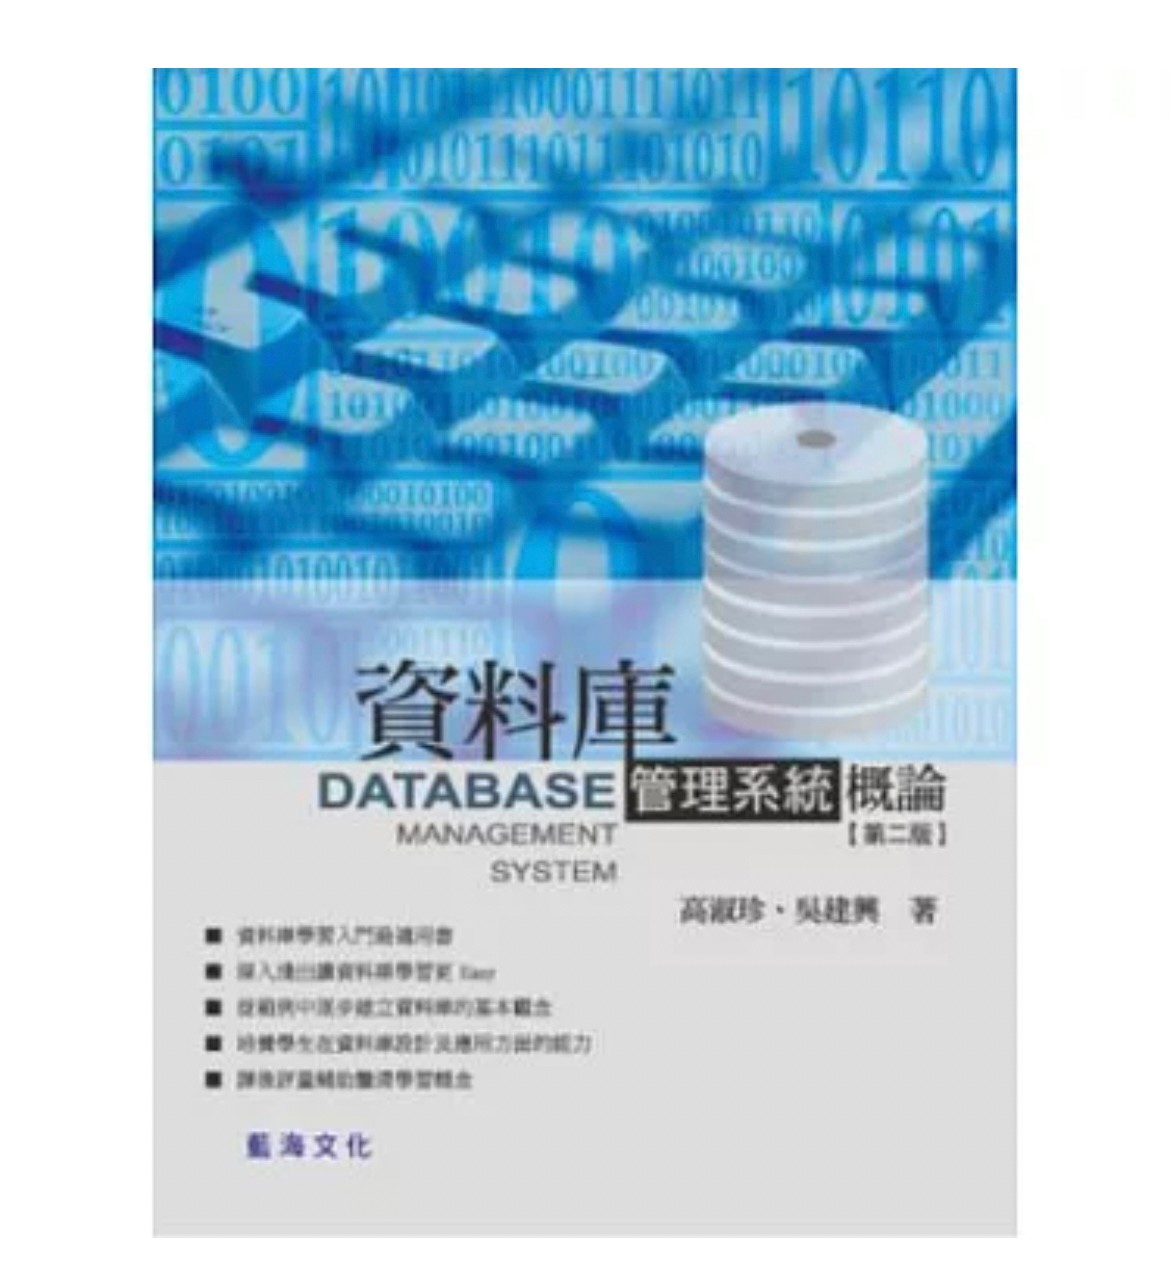 資料庫
DATABASE 管理系統 概論
MANAGEMENT 【第二版】
SYSTEM
高淑珍、吳建興 著
■ 資料庫學習入門最適用書
■ 深入淺出讓資料庫學習更 Easy
■ 從範例中逐步建立資料庫的基本觀念
■ 培養學生在資料庫設計及應用方面的能力
■ 課後評量輔助釐清學習概念
藍海文化